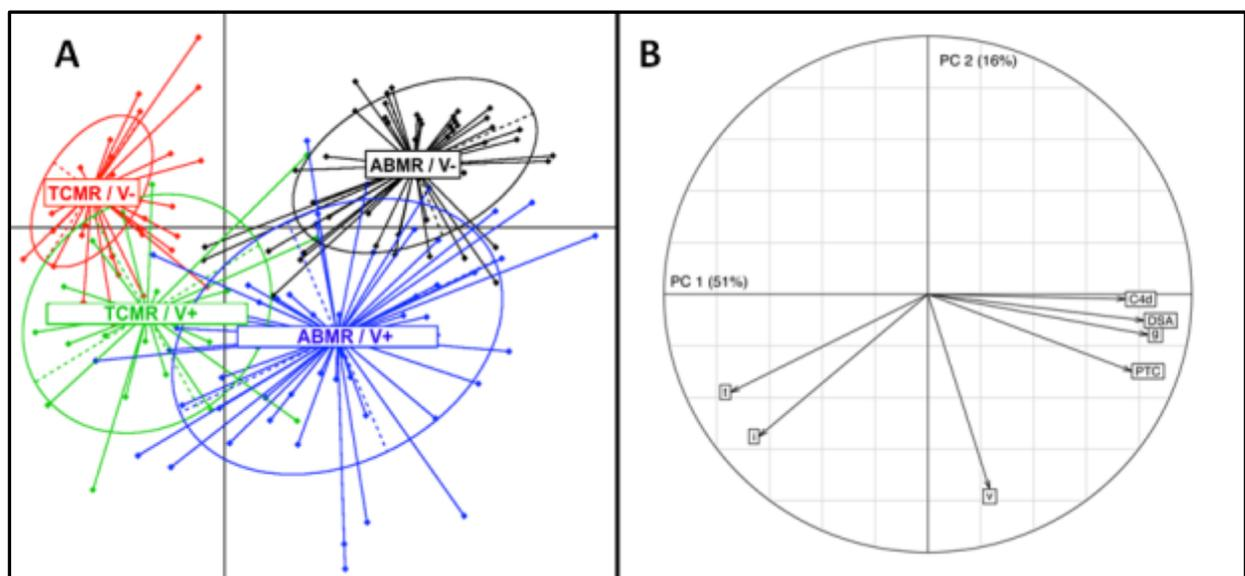 A
TCMR / V-
ABMR / V-
TCMR / V+
ABMR / V+
B
PC 2 (16%)
PC 1 (51%)
C4d
DSA
g
PTC
t
i
v